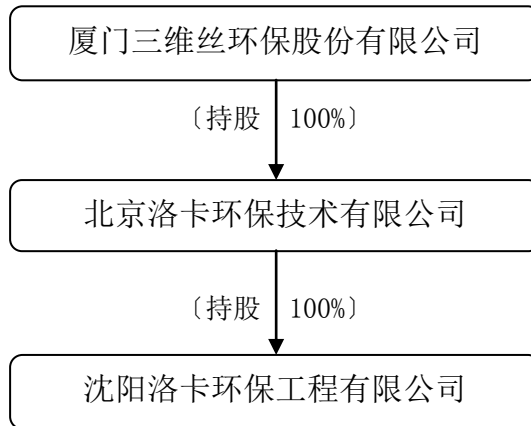 厦门三维丝环保股份有限公司
〔持股 100%〕
北京洛卡环保技术有限公司
〔持股 100%〕
沈阳洛卡环保工程有限公司